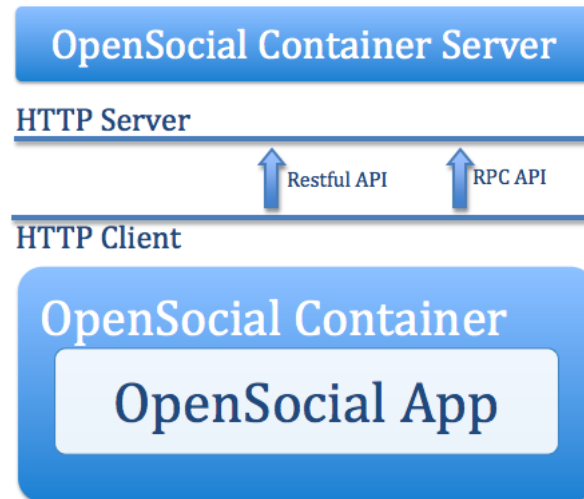 OpenSocial Container Server
HTTP Server
Restful API
RPC API
HTTP Client
OpenSocial Container
OpenSocial App